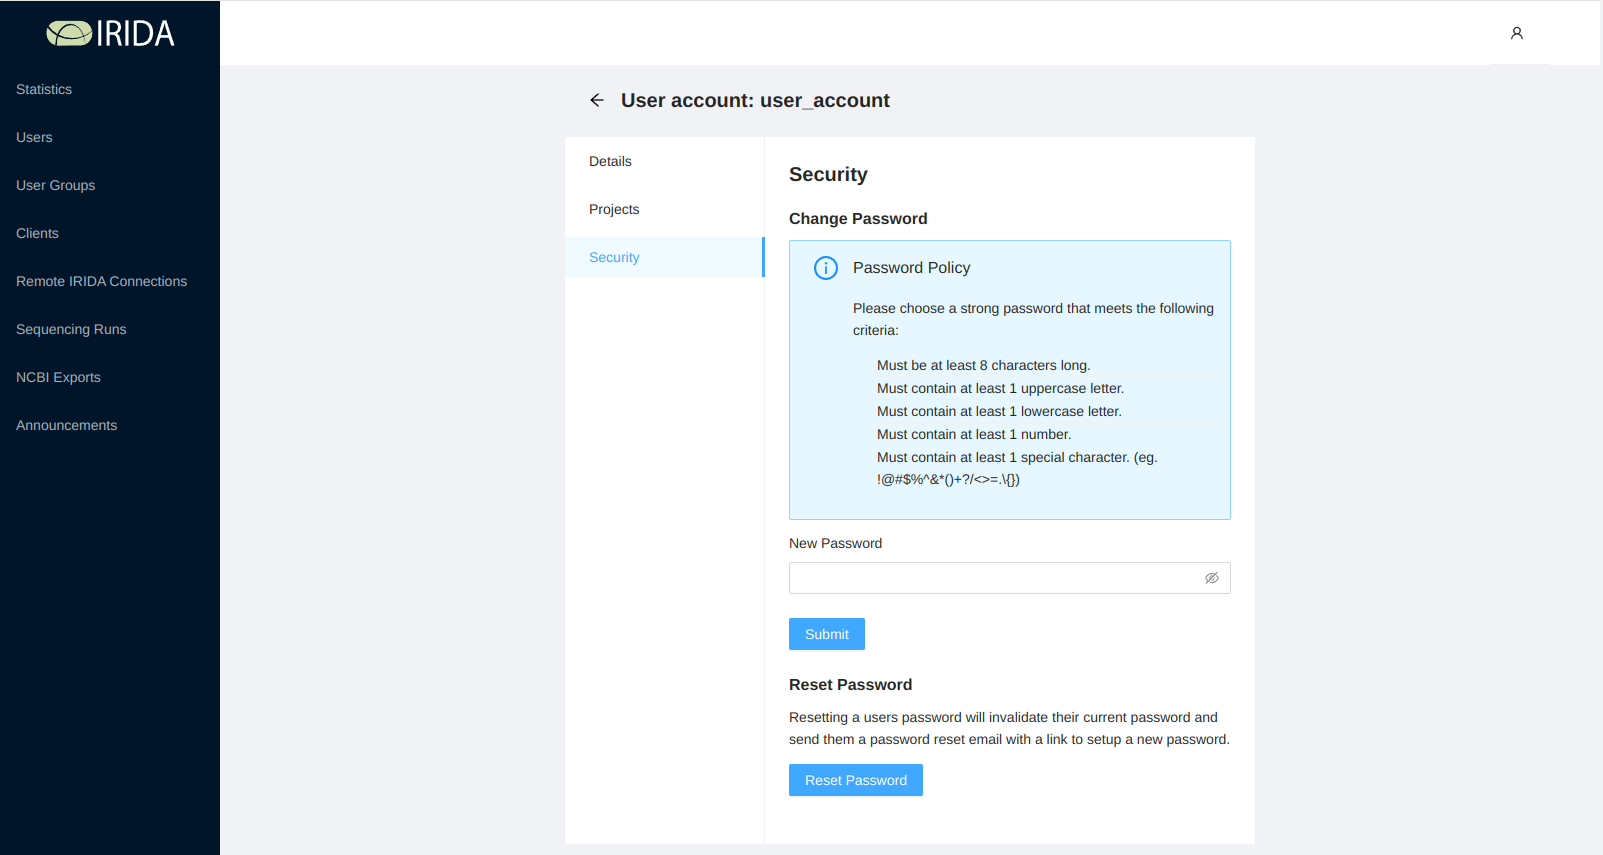 IRIDA
Statistics
Users
User Groups
Clients
Remote IRIDA Connections
Sequencing Runs
NCBI Exports
Announcements
User account: user_account
Details
Projects
Security
Security
Change Password
Password Policy
Please choose a strong password that meets the following
criteria:
Must be at least 8 characters long.
Must contain at least 1 uppercase letter.
Must contain at least 1 lowercase letter.
Must contain at least 1 number.
Must contain at least 1 special character. (eg.
!@#$%^&*()+?/<>=.\{})
New Password
Submit
Reset Password
Resetting a users password will invalidate their current password and
send them a password reset email with a link to setup a new password.
Reset Password